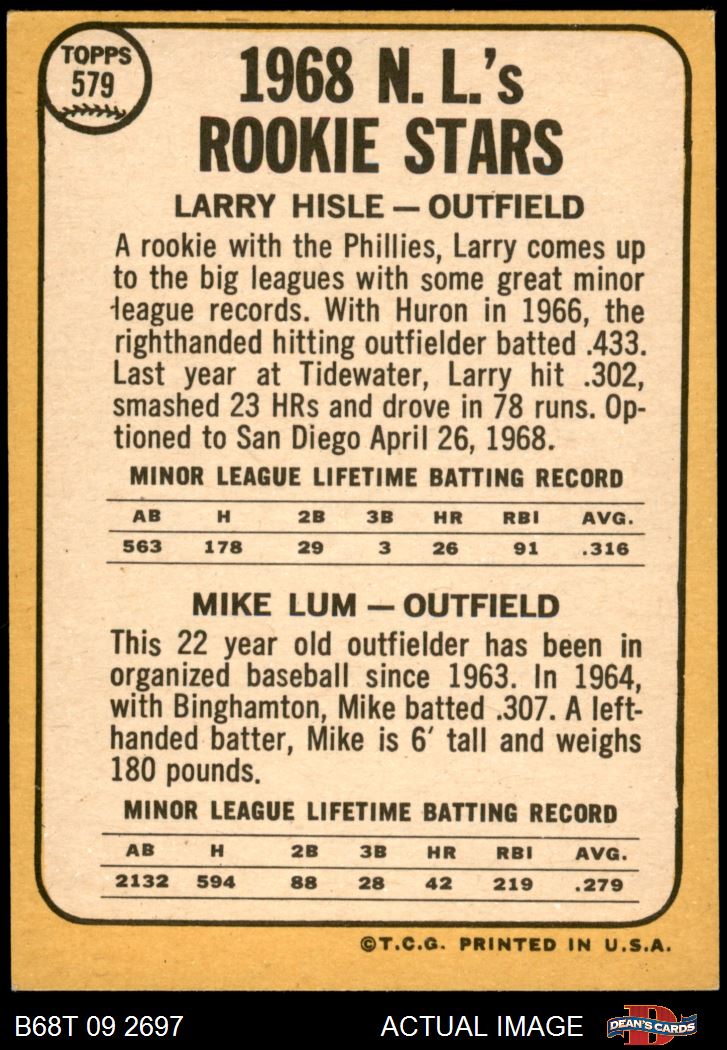 TOPPS
579
1968 N. L.'s
ROOKIE STARS
LARRY HISLE — OUTFIELD
A rookie with the Phillies, Larry comes up
to the big leagues with some great minor
league records. With Huron in 1966, the
righthanded hitting outfielder batted .433.
Last year at Tidewater, Larry hit .302,
smashed 23 HRs and drove in 78 runs. Op-
tioned to San Diego April 26, 1968.
MINOR LEAGUE LIFETIME BATTING RECORD
AB H 2B 3B HR RBI AVG.
563 178 29 3 26 91 .316
MIKE LUM — OUTFIELD
This 22 year old outfielder has been in
organized baseball since 1963. In 1964,
with Binghamton, Mike batted .307. A left-
handed batter, Mike is 6' tall and weighs
180 pounds.
MINOR LEAGUE LIFETIME BATTING RECORD
AB H 2B 3B HR RBI AVG.
2132 594 88 28 42 219 .279
©T.C.G. PRINTED IN U.S.A.
B68T 09 2697 ACTUAL IMAGE
D
DEAN'S CARDS